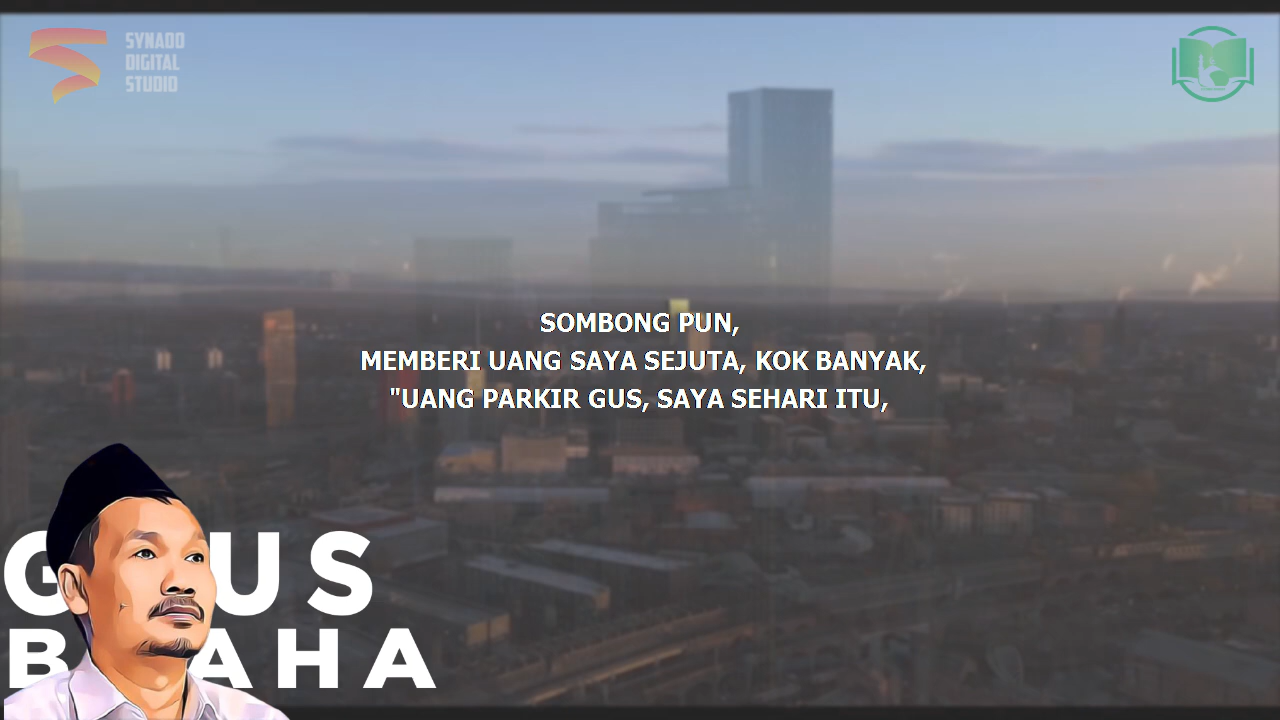 SYNADO
DIGITAL
STUDIO
SOMBONG PUN,
MEMBERI UANG SAYA SEJUTA, KOK BANYAK,
"UANG PARKIR GUS, SAYA SEHARI ITU,
GUS
BAHA